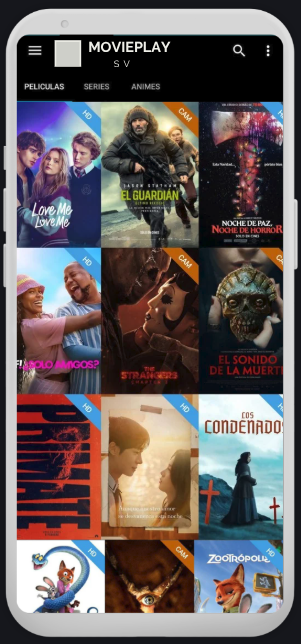 MOVIEPLAY
S V
PELICULAS SERIES ANIMES
HD
CAM
Love Me
Love Me
JASON STATHAM
EL GUARDIÁN
NOCHE DE PAZ,
NOCHE DE HORROR
HD
CAM
¿SOLO AMIGOS?
THE
STRANGERS
EL SONIDO
DE LA MUERTE
HD
HD
HD
PRIMATE
LOS
CONDENADOS
HD
CAM
HD
ZOOTRÓPOLIS